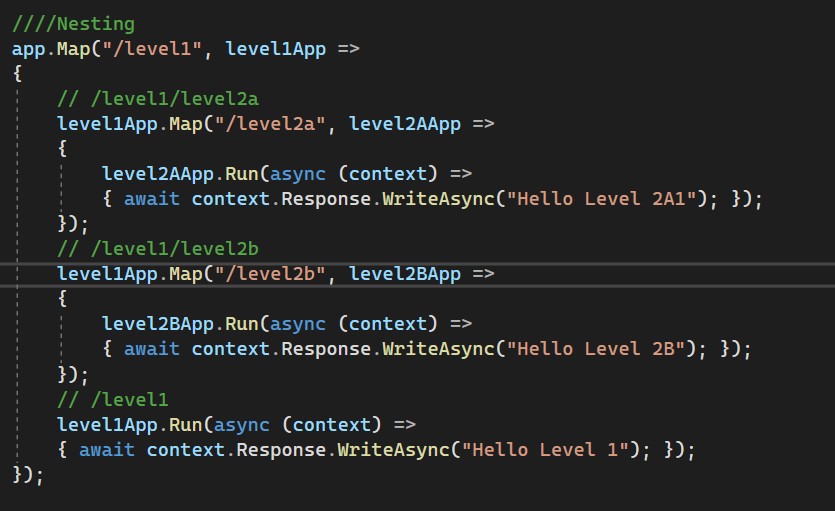 ////Nesting
app.Map("/level1", level1App =>
{
// /level1/level2a
level1App.Map("/level2a", level2AApp =>
{
level2AApp.Run(async (context) =>
{ await context.Response.WriteAsync("Hello Level 2A1"); });
});
// /level1/level2b
level1App.Map("/level2b", level2BApp =>
{
level2BApp.Run(async (context) =>
{ await context.Response.WriteAsync("Hello Level 2B"); });
});
// /level1
level1App.Run(async (context) =>
{ await context.Response.WriteAsync("Hello Level 1"); });
});